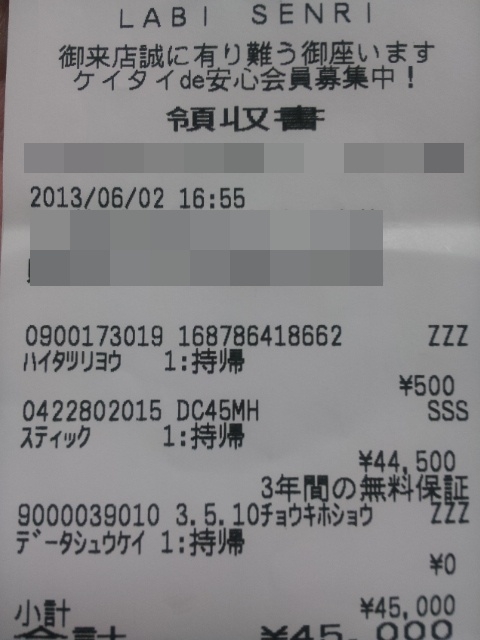 LABI SENRI
御来店誠に有り難う御座います
ケイタイde安心会員募集中！
領収書
2013/06/02 16:55
0900173019 168786418662 ZZZ
ﾊｲﾀﾂﾘﾖｳ 1:持帰
¥500
0422802015 DC45MH SSS
ｽﾃｨｯｸ 1:持帰
¥44,500
3年間の無料保証
9000039010 3.5.10ﾁｮｳｷﾎｼｮｳ ZZZ
ﾃﾞｰﾀｼｭｳｹｲ 1:持帰
¥0
小計 ¥45,000
合計 ¥45,000